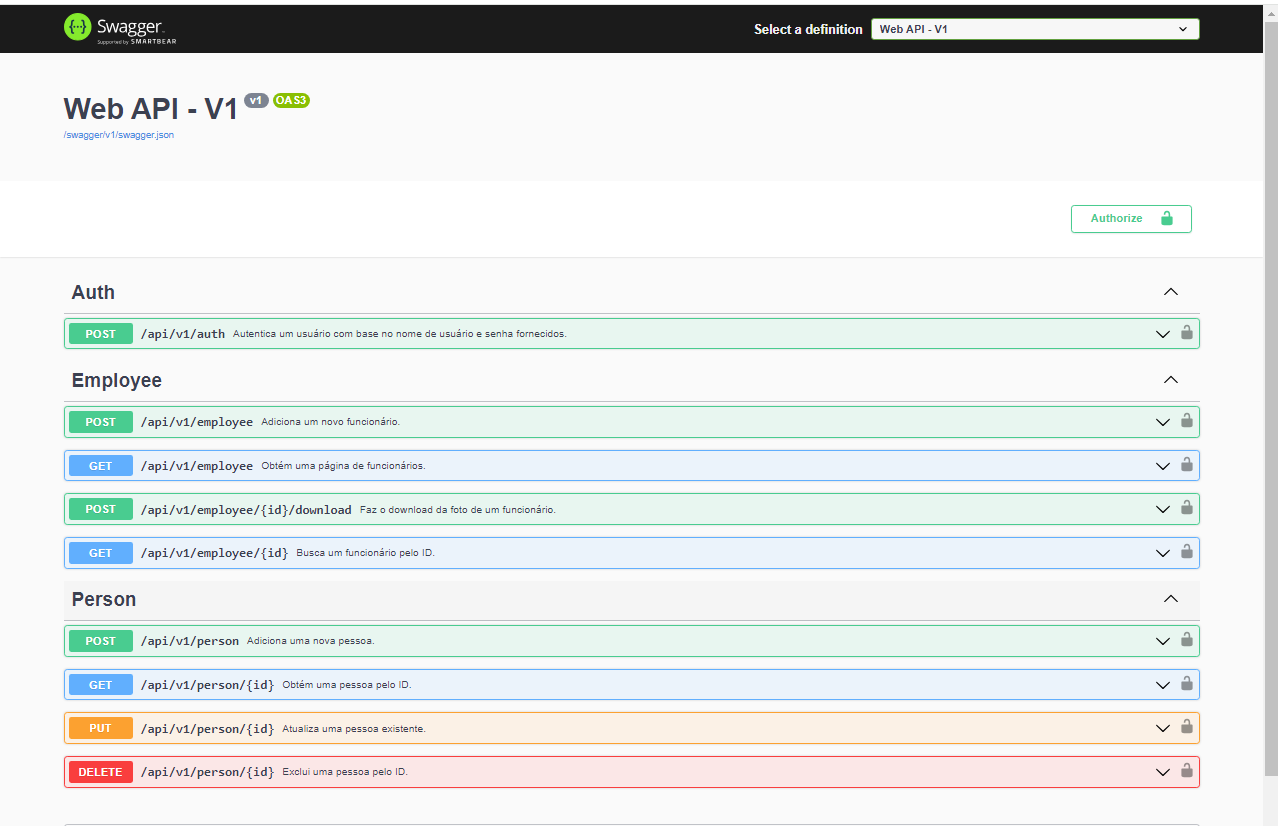 Swagger
Supported by SMARTBEAR
Select a definition
Web API - V1
Web API - V1 v1 OAS3
/swagger/v1/swagger.json
Authorize
Auth
POST /api/v1/auth Autentica um usuário com base no nome de usuário e senha fornecidos.
Employee
POST /api/v1/employee Adiciona um novo funcionário.
GET /api/v1/employee Obtém uma página de funcionários.
POST /api/v1/employee/{id}/download Faz o download da foto de um funcionário.
GET /api/v1/employee/{id} Busca um funcionário pelo ID.
Person
POST /api/v1/person Adiciona uma nova pessoa.
GET /api/v1/person/{id} Obtém uma pessoa pelo ID.
PUT /api/v1/person/{id} Atualiza uma pessoa existente.
DELETE /api/v1/person/{id} Exclui uma pessoa pelo ID.